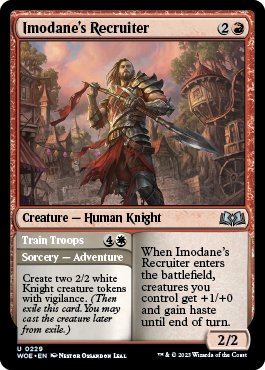 Imodane's Recruiter 2
Creature — Human Knight
Train Troops 4
Sorcery — Adventure
Create two 2/2 white
Knight creature tokens
with vigilance. (Then
exile this card. You may
cast the creature later
from exile.)
When Imodane's
Recruiter enters
the battlefield,
creatures you
control get +1/+0
and gain haste
until end of turn.
2/2
U 0229
WOE • EN Néstor Ossandón Leal
™ & © 2023 Wizards of the Coast